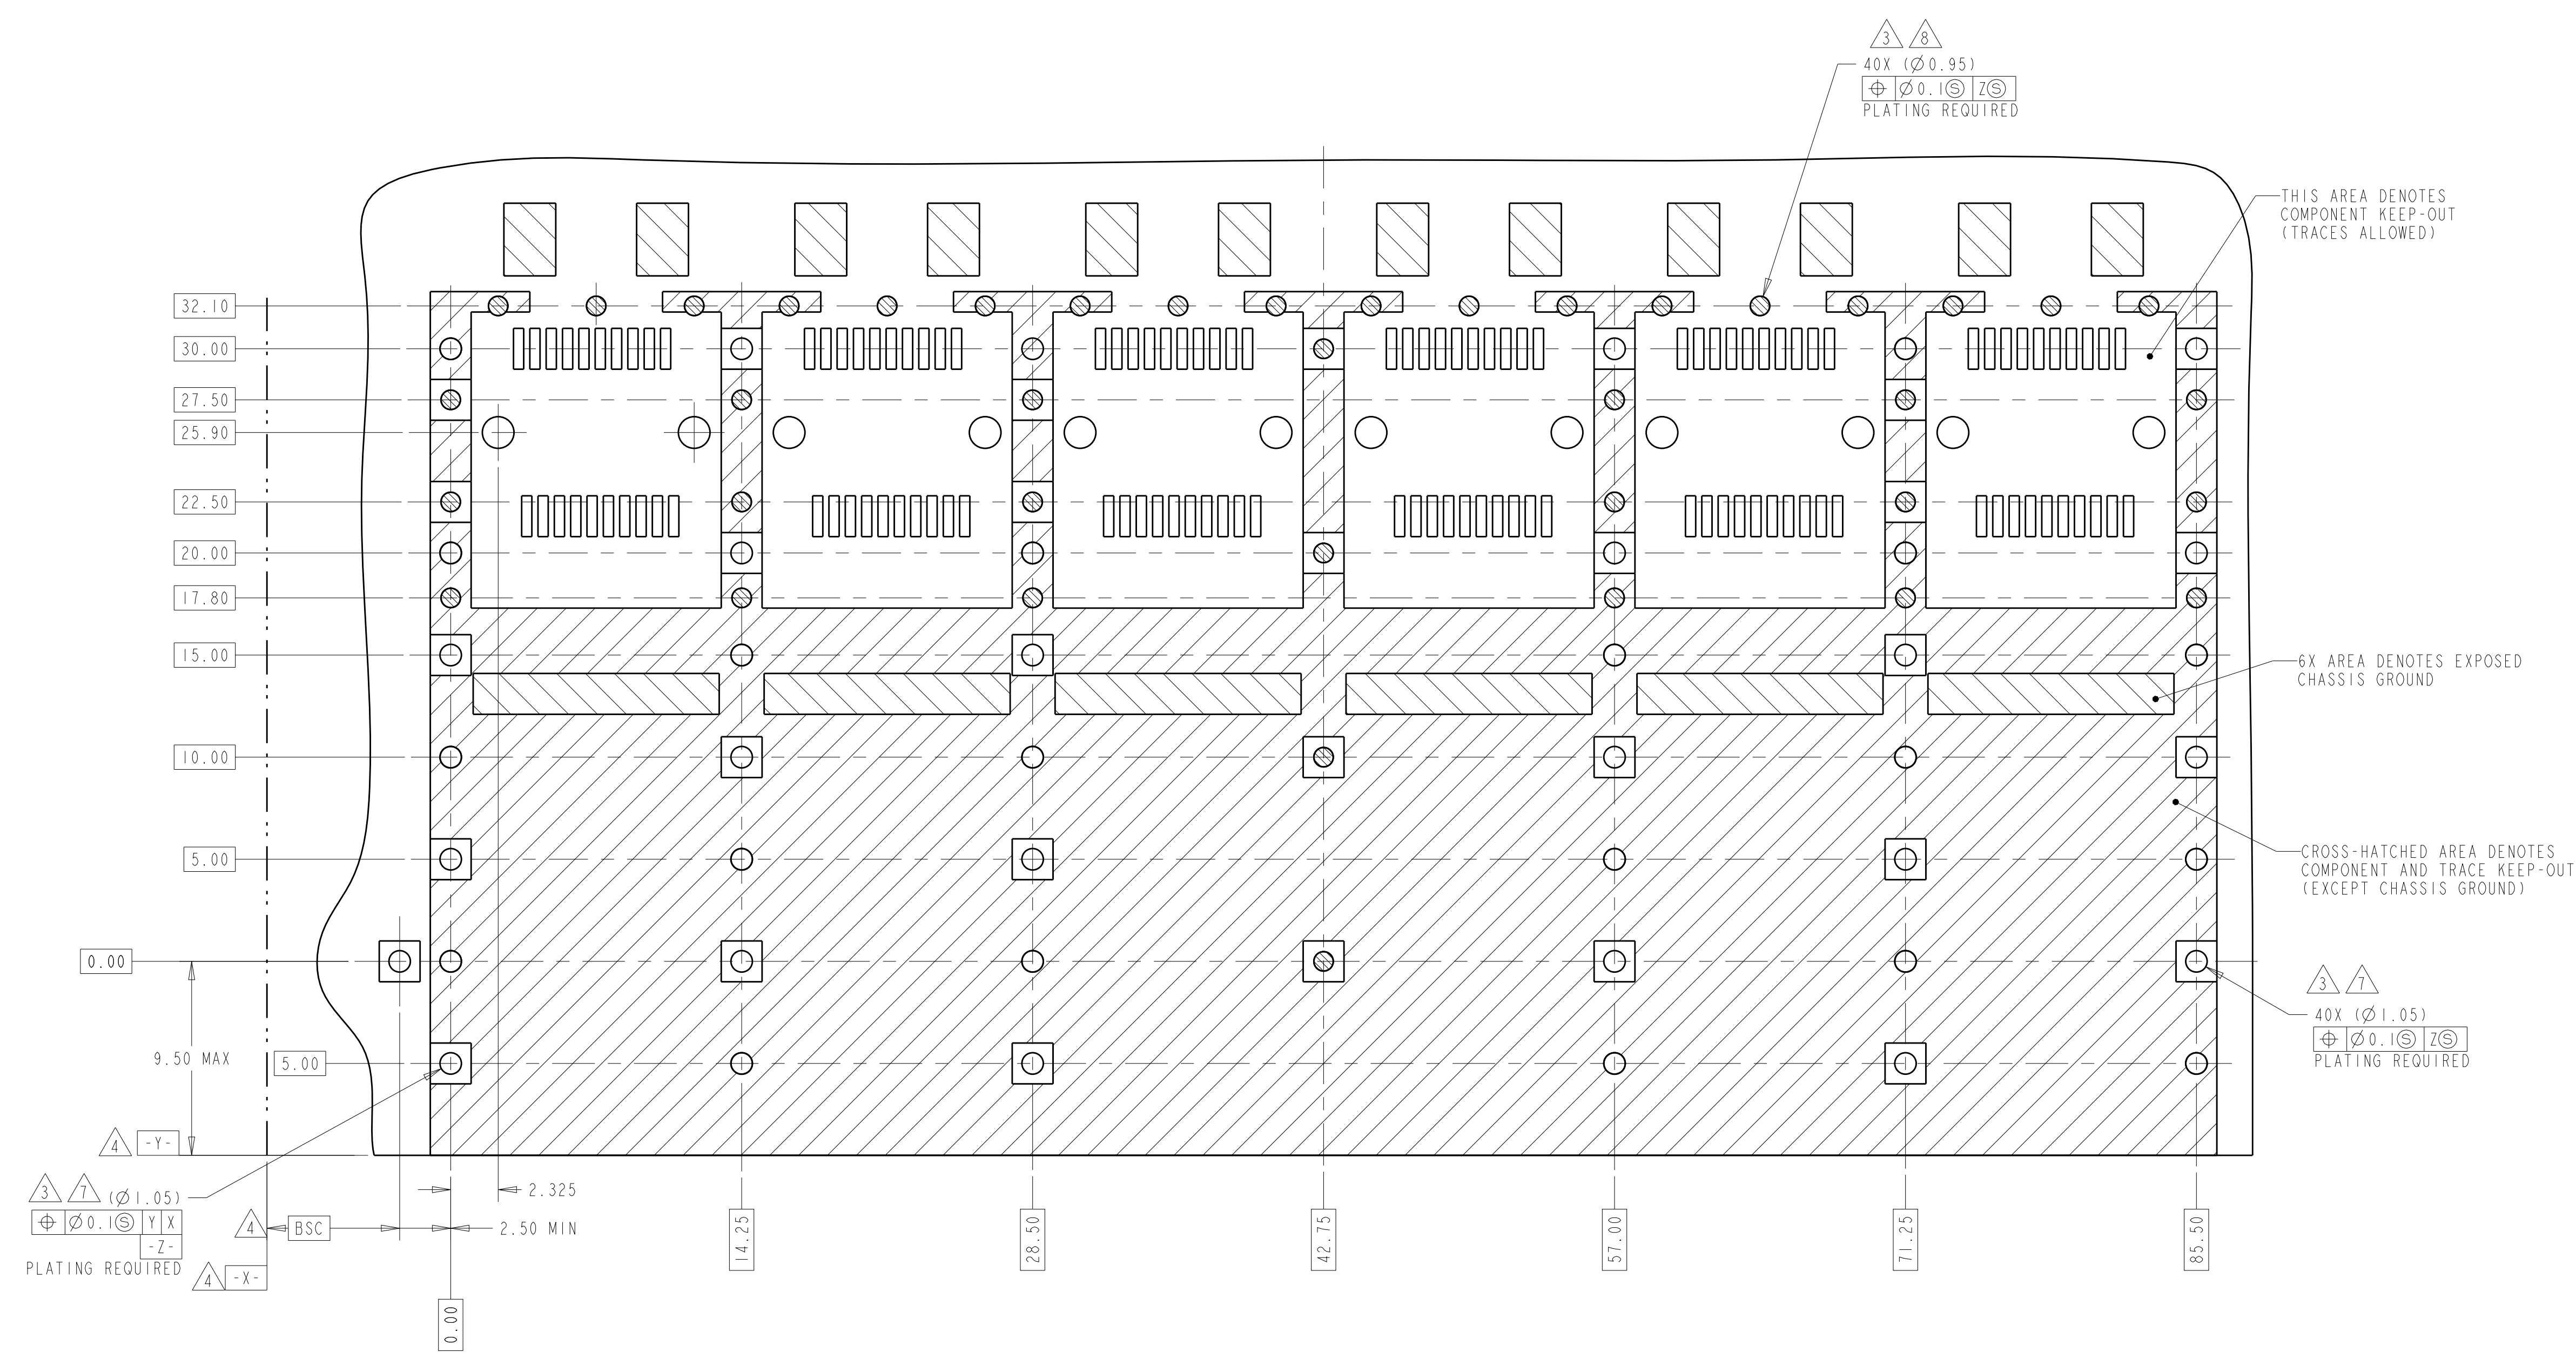 3 8
40X (Ø0.95)
⌖ Ø0.1Ⓢ ZⓈ
PLATING REQUIRED
THIS AREA DENOTES
COMPONENT KEEP-OUT
(TRACES ALLOWED)
32.10
30.00
27.50
25.90
22.50
20.00
17.80
15.00
10.00
5.00
0.00
5.00
9.50 MAX
6X AREA DENOTES EXPOSED
CHASSIS GROUND
CROSS-HATCHED AREA DENOTES
COMPONENT AND TRACE KEEP-OUT
(EXCEPT CHASSIS GROUND)
3 7
40X (Ø1.05)
⌖ Ø0.1Ⓢ ZⓈ
PLATING REQUIRED
4 -Y-
3 7 (Ø1.05)
⌖ Ø0.1Ⓢ Y X
-Z-
PLATING REQUIRED
4 BSC
4 -X-
2.325
2.50 MIN
0.00
14.25
28.50
42.75
57.00
71.25
85.50